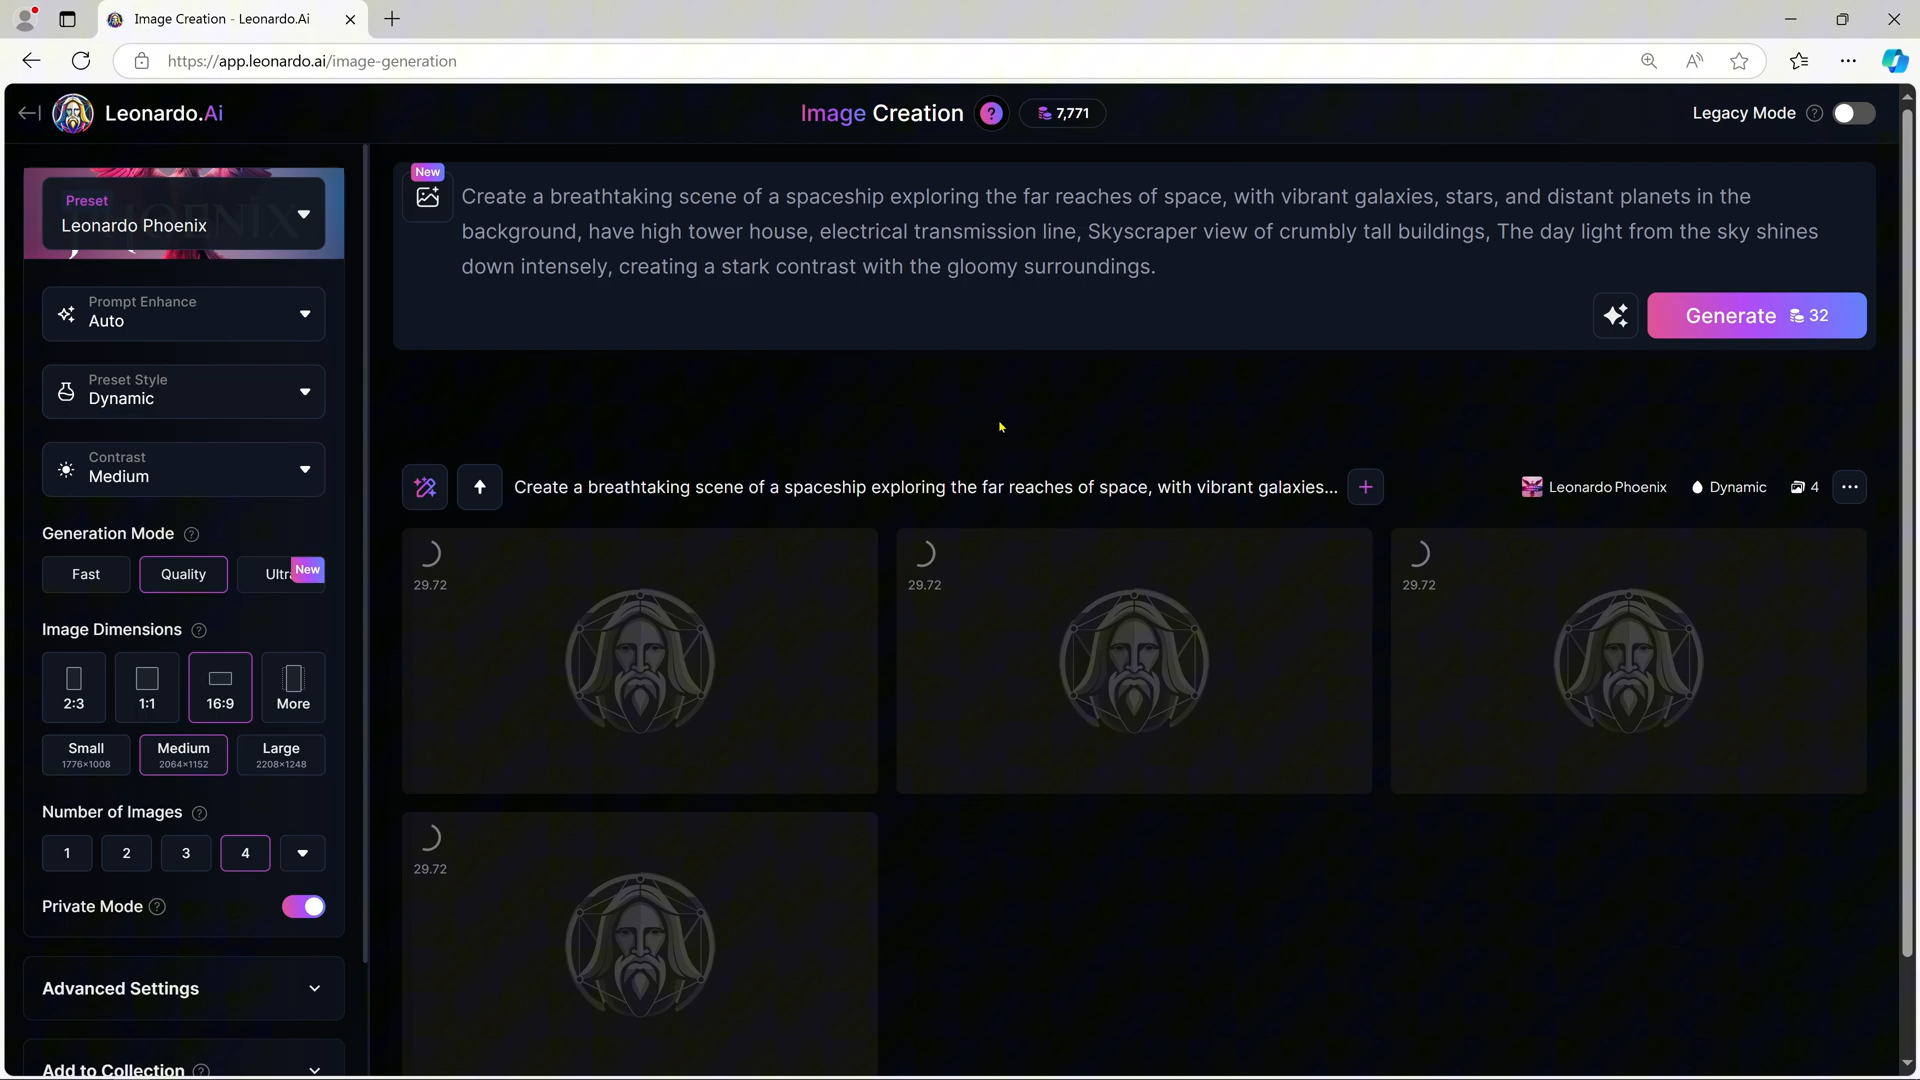 Image Creation - Leonardo.Ai
https://app.leonardo.ai/image-generation
Leonardo.Ai
Image Creation
?
7,771
Legacy Mode
?
Preset
Leonardo Phoenix
New
Create a breathtaking scene of a spaceship exploring the far reaches of space, with vibrant galaxies, stars, and distant planets in the
background, have high tower house, electrical transmission line, Skyscraper view of crumbly tall buildings, The day light from the sky shines
down intensely, creating a stark contrast with the gloomy surroundings.
Generate 32
Prompt Enhance
Auto
Preset Style
Dynamic
Contrast
Medium
Generation Mode ?
Fast
Quality
Ultra
New
Image Dimensions ?
2:3
1:1
16:9
More
Small
1776×1008
Medium
2064×1152
Large
2208×1248
Number of Images ?
1
2
3
4
Private Mode ?
Advanced Settings
Add to Collection ?
Create a breathtaking scene of a spaceship exploring the far reaches of space, with vibrant galaxies...
Leonardo Phoenix
Dynamic
4
29.72
29.72
29.72
29.72